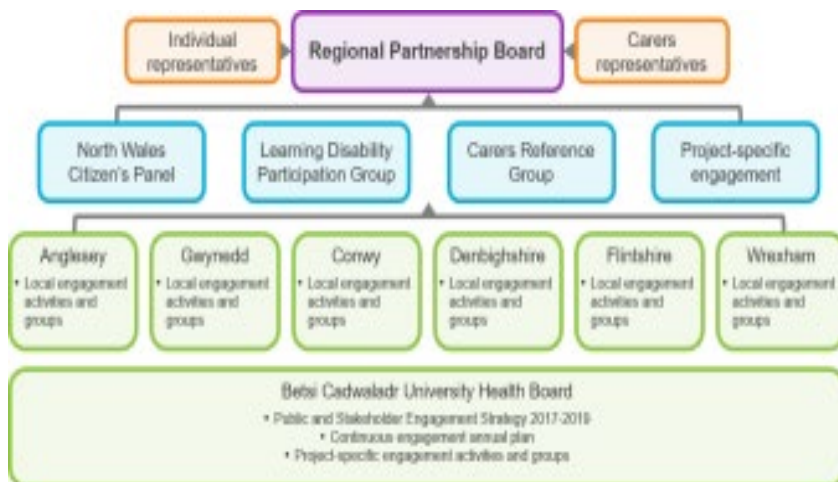 Individual
representatives
Regional Partnership Board
Carers
representatives
North Wales
Citizen's Panel
Learning Disability
Participation Group
Carers Reference
Group
Project-specific
engagement
Anglesey
• Local engagement
activities and
groups
Gwynedd
• Local engagement
activities and
groups
Conwy
• Local engagement
activities and
groups
Denbighshire
• Local engagement
activities and
groups
Flintshire
• Local engagement
activities and
groups
Wrexham
• Local engagement
activities and
groups
Betsi Cadwaladr University Health Board
• Public and Stakeholder Engagement Strategy 2017-2019
• Continuous engagement annual plan
• Project-specific engagement activities and groups